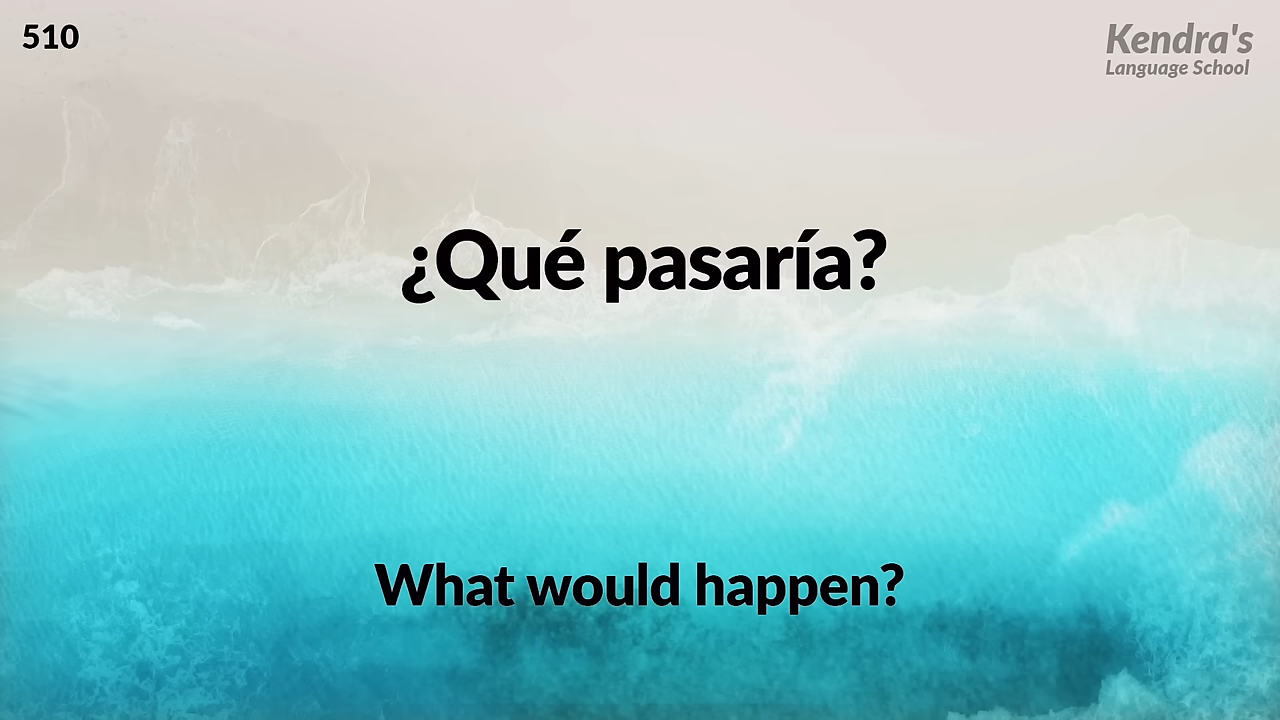 510
Kendra's
Language School
¿Qué pasaría?
What would happen?